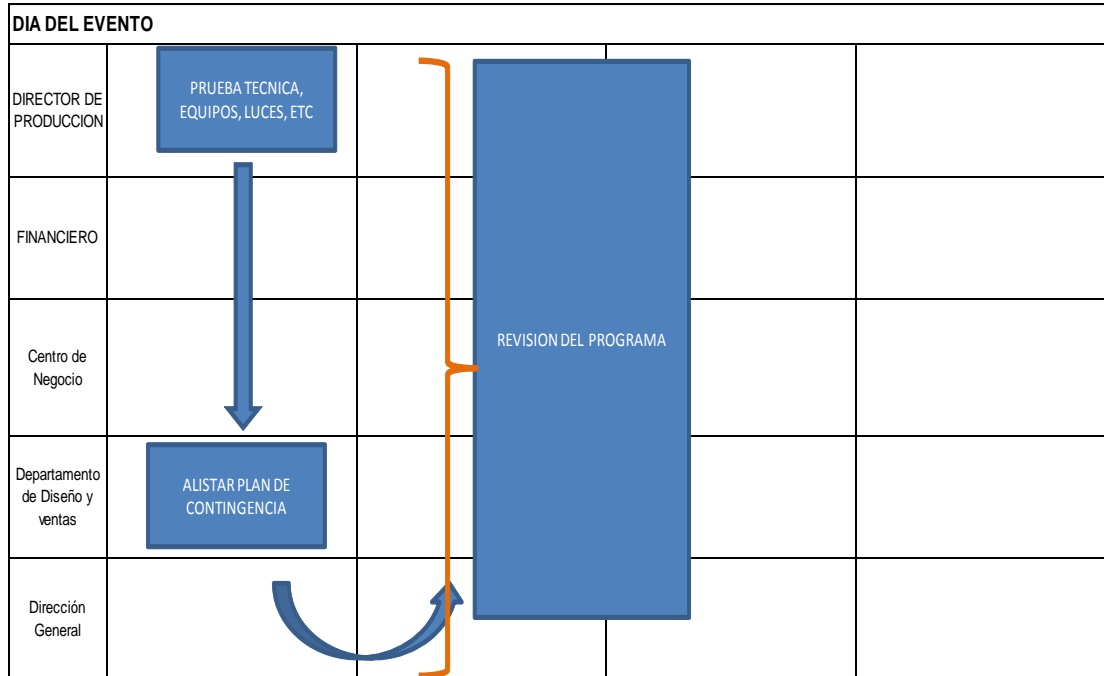 DIA DEL EVENTO
DIRECTOR DE
PRODUCCION
PRUEBA TECNICA,
EQUIPOS, LUCES, ETC
FINANCIERO
Centro de
Negocio
REVISION DEL PROGRAMA
Departamento
de Diseño y
ventas
ALISTAR PLAN DE
CONTINGENCIA
Dirección
General